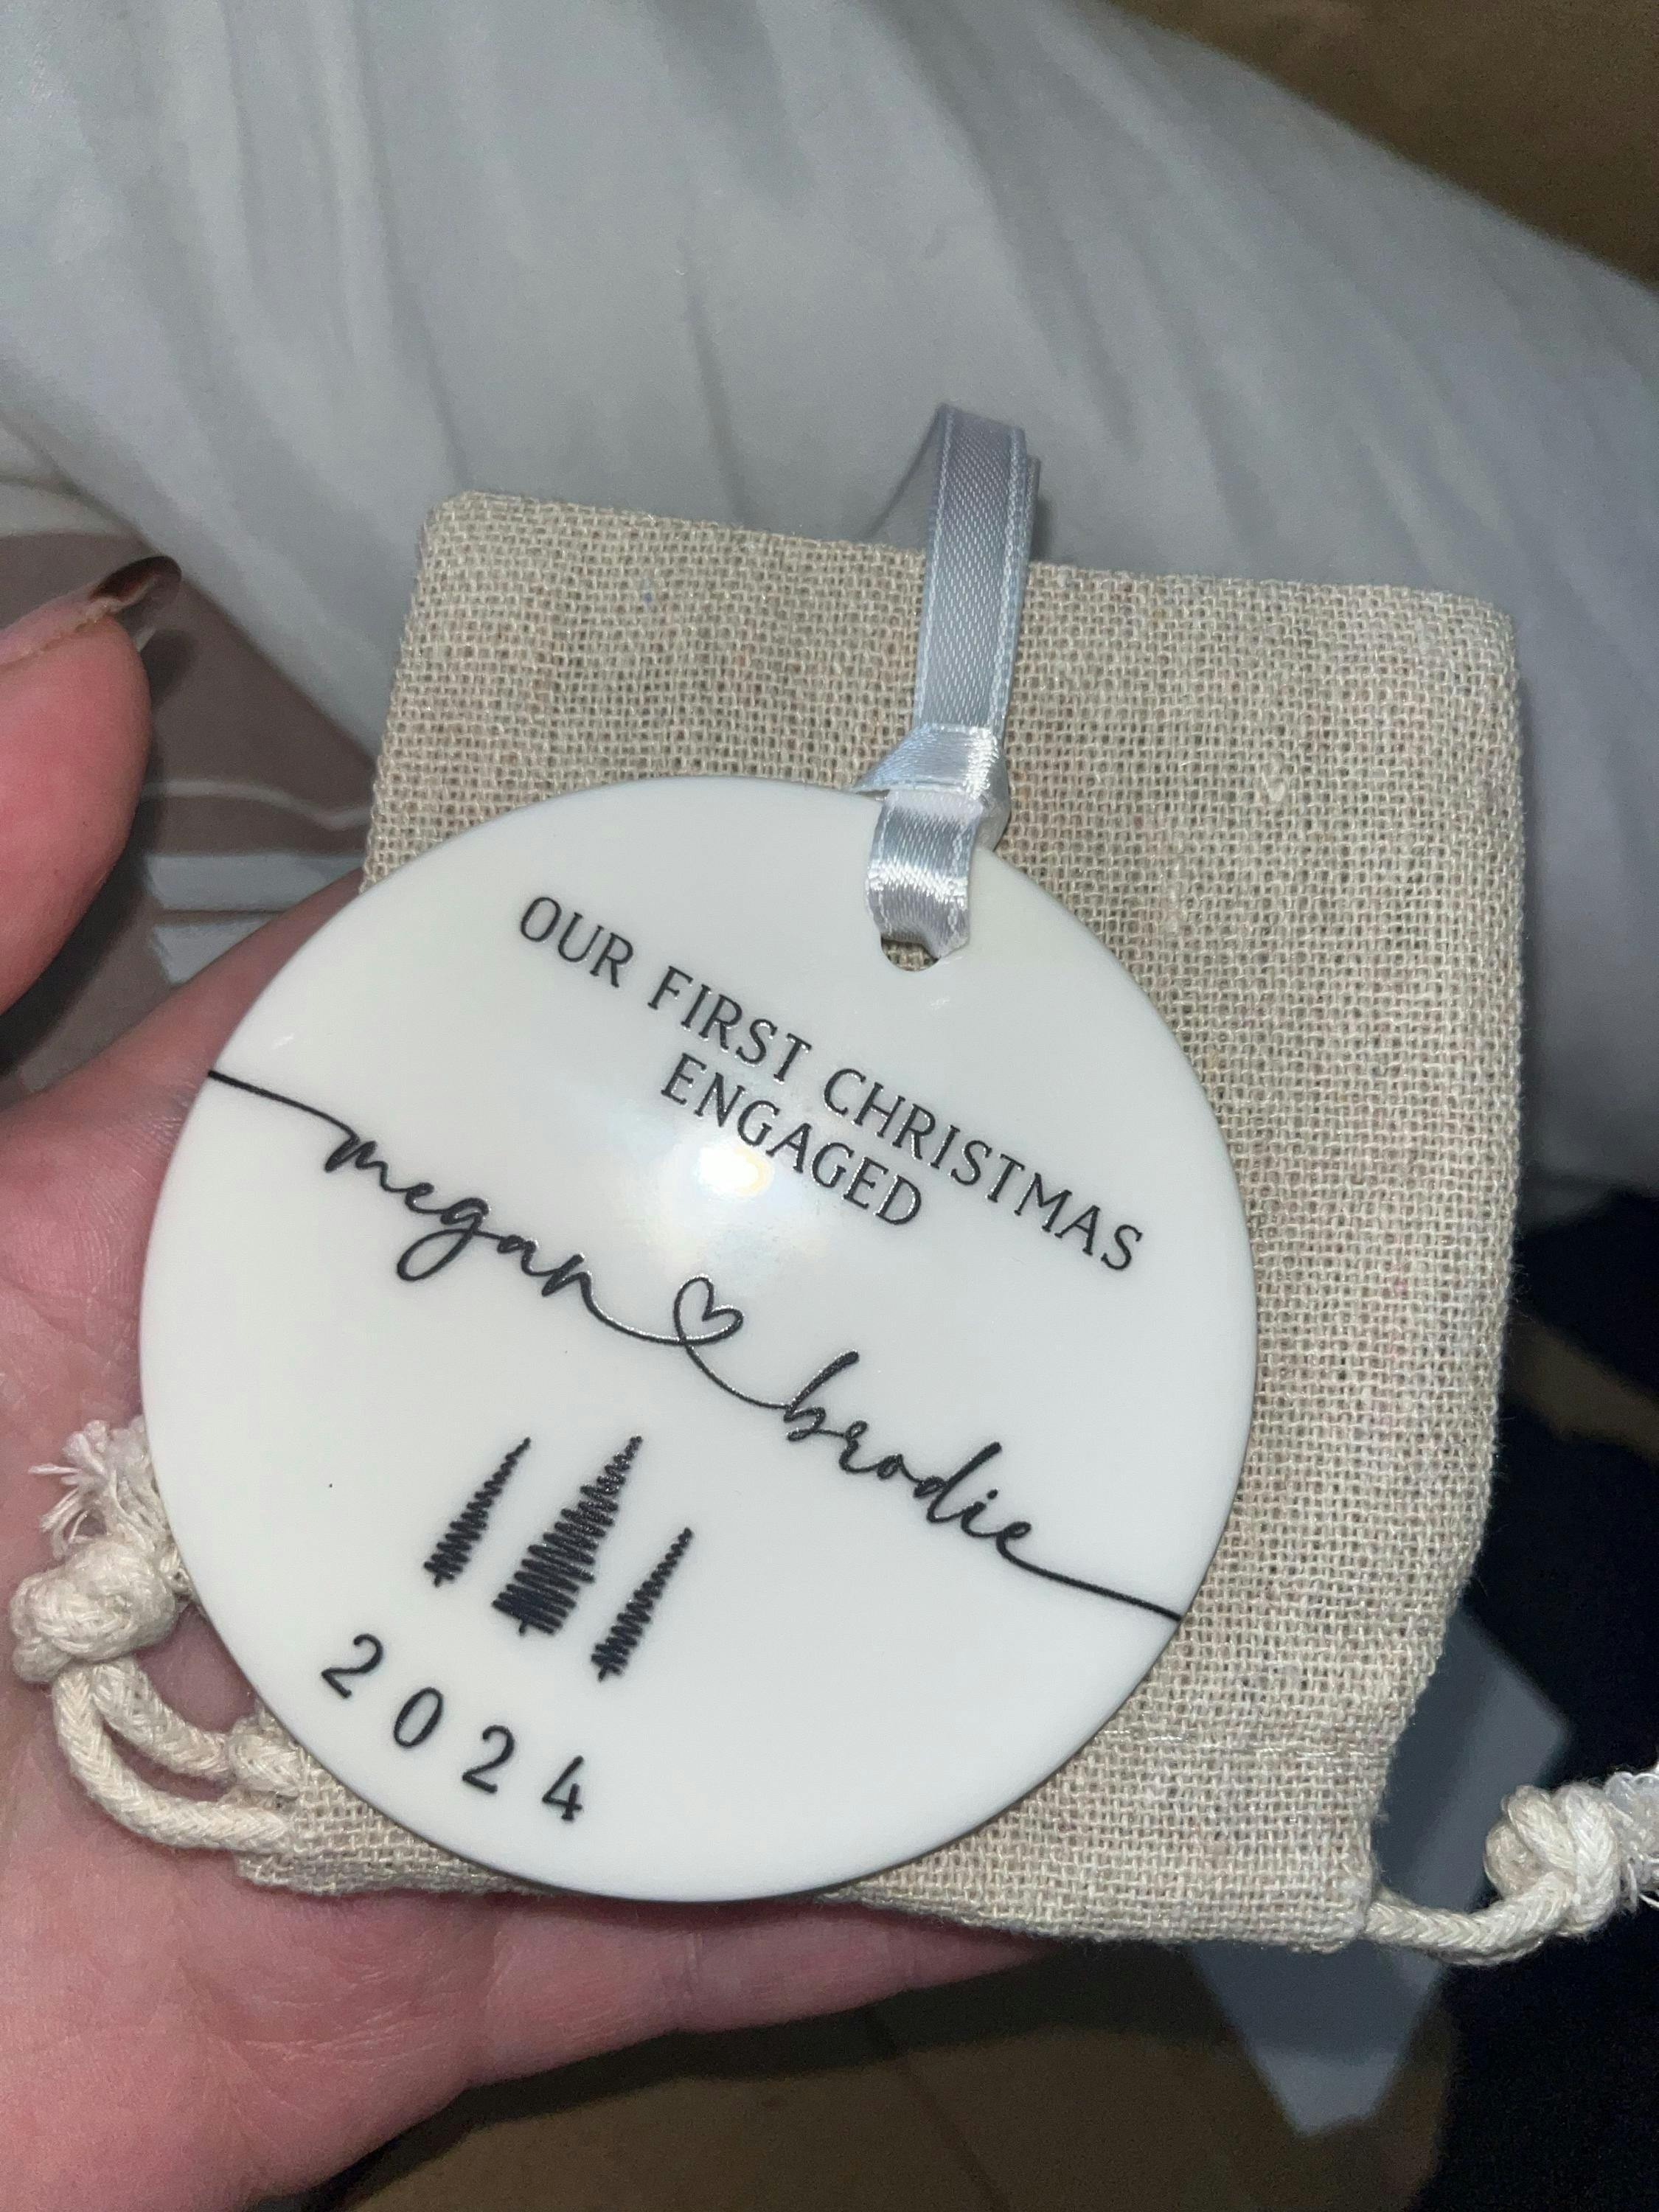 OUR FIRST CHRISTMAS
ENGAGED
megan brodie
2024